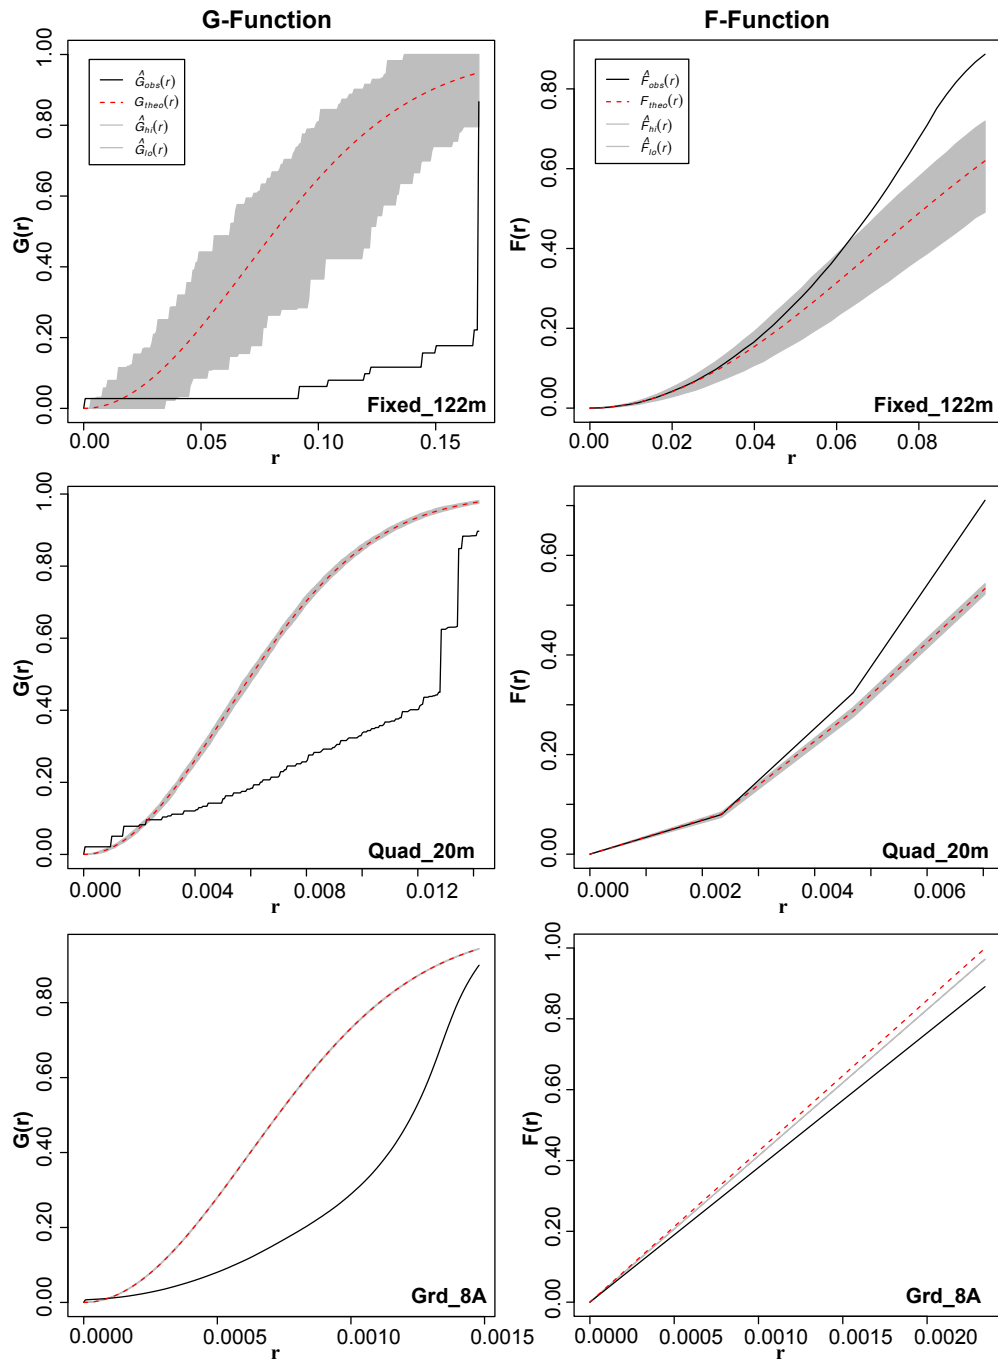 G-Function
F-Function
Ĝobs(r)
Gtheo(r)
Ĝhi(r)
Ĝlo(r)
G(r)
0.00 0.20 0.40 0.60 0.80 1.00
0.00 0.05 0.10 0.15
r
Fixed_122m
F̂obs(r)
Ftheo(r)
F̂hi(r)
F̂lo(r)
F(r)
0.00 0.20 0.40 0.60 0.80
0.00 0.02 0.04 0.06 0.08
r
Fixed_122m
G(r)
0.00 0.20 0.40 0.60 0.80 1.00
0.000 0.004 0.008 0.012
r
Quad_20m
F(r)
0.00 0.20 0.40 0.60
0.000 0.002 0.004 0.006
r
Quad_20m
G(r)
0.00 0.20 0.40 0.60 0.80
0.0000 0.0005 0.0010 0.0015
r
Grd_8A
F(r)
0.00 0.20 0.40 0.60 0.80 1.00
0.0000 0.0005 0.0010 0.0015 0.0020
r
Grd_8A